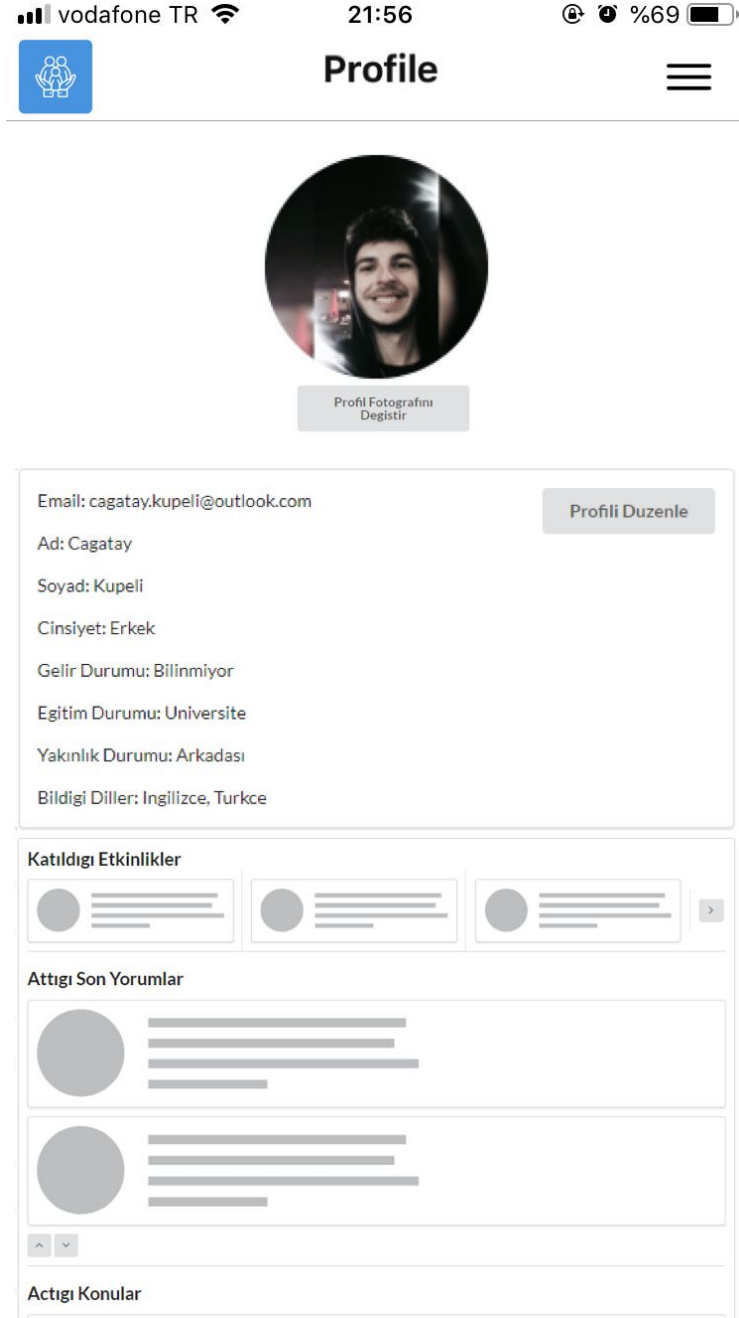 vodafone TR 21:56 %69
Profile
Profil Fotografını
Degistir
Email: cagatay.kupeli@outlook.com
Profili Duzenle
Ad: Cagatay
Soyad: Kupeli
Cinsiyet: Erkek
Gelir Durumu: Bilinmiyor
Egitim Durumu: Universite
Yakınlık Durumu: Arkadası
Bildigi Diller: Ingilizce, Turkce
Katıldıgı Etkinlikler
Attıgı Son Yorumlar
Actıgı Konular